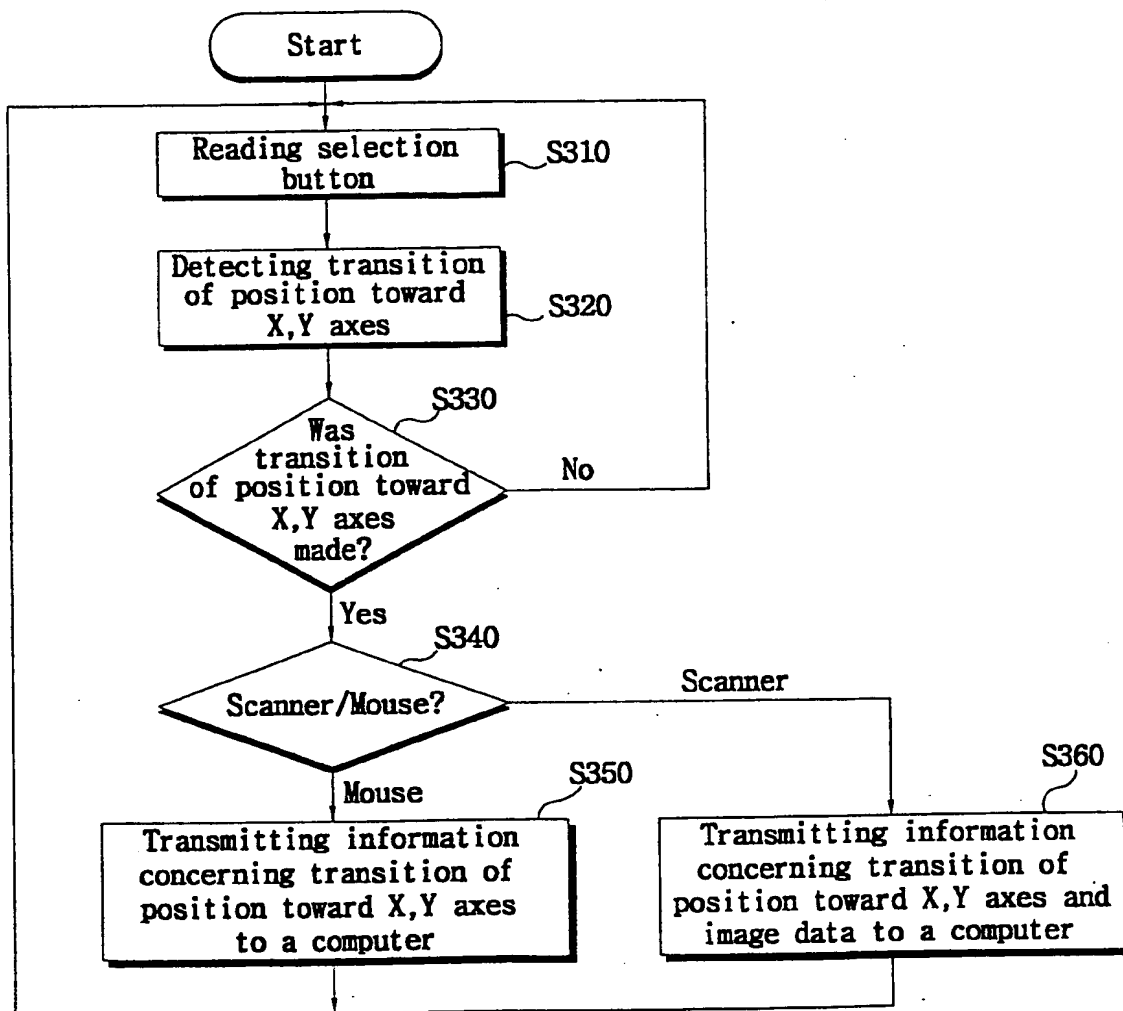 Start
Reading selection
button
S310
Detecting transition
of position toward
X,Y axes
S320
S330
Was
transition
of position toward
X,Y axes
made?
No
Yes
S340
Scanner/Mouse?
Scanner
Mouse
S350
Transmitting information
concerning transition of
position toward X,Y axes
to a computer
S360
Transmitting information
concerning transition of
position toward X,Y axes and
image data to a computer